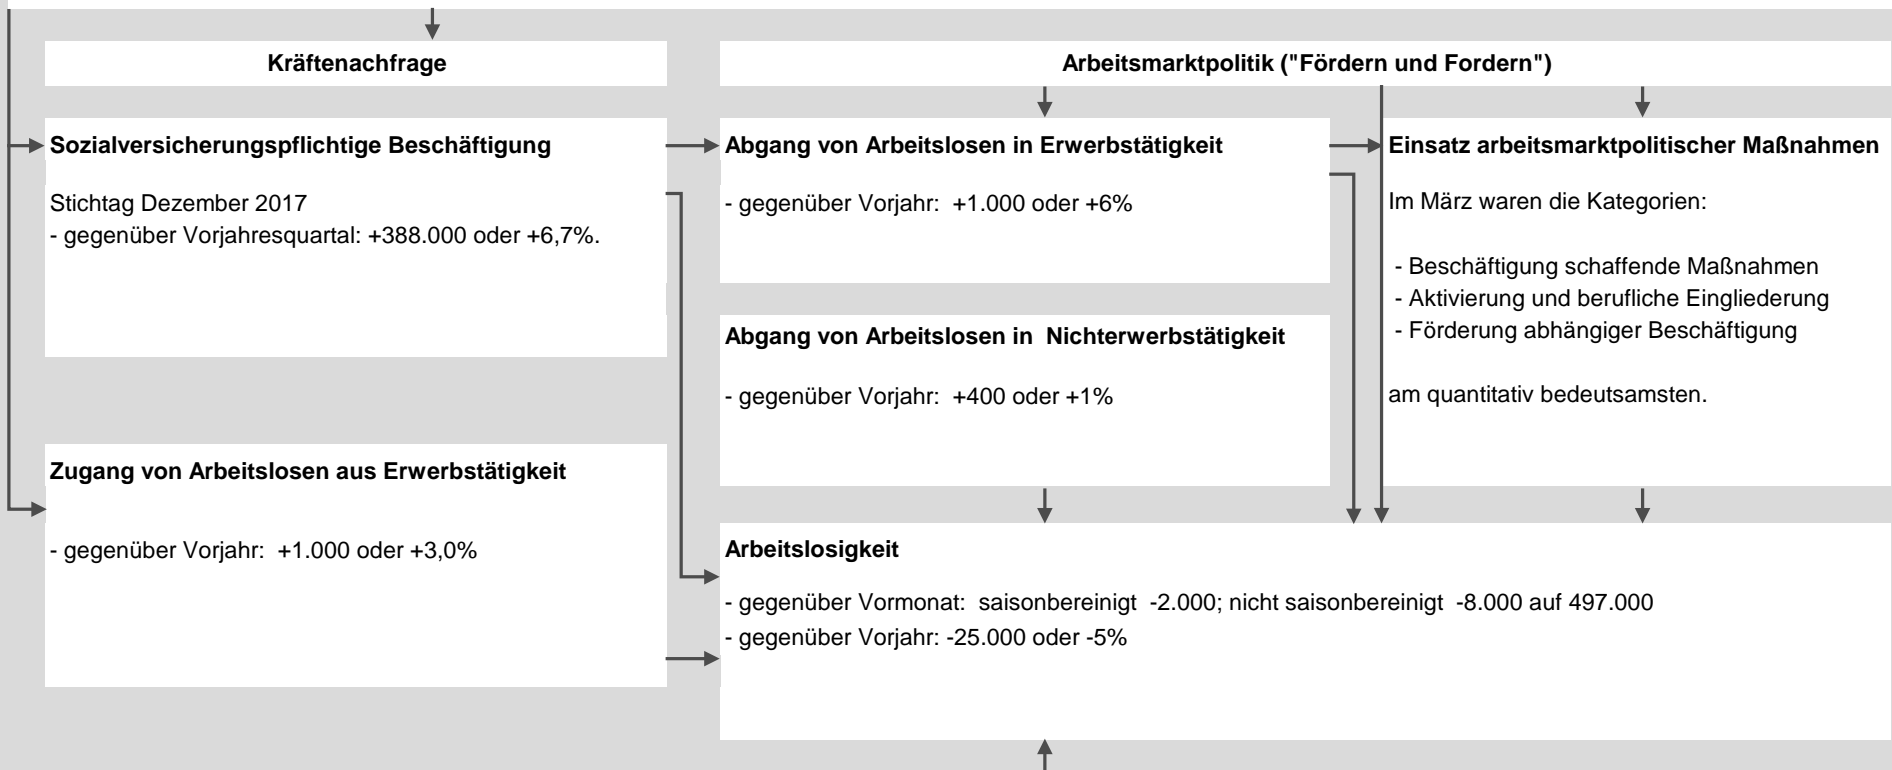 Kräftenachfrage
Arbeitsmarktpolitik ("Fördern und Fordern")
Sozialversicherungspflichtige Beschäftigung
Stichtag Dezember 2017
- gegenüber Vorjahresquartal: +388.000 oder +6,7%.
Abgang von Arbeitslosen in Erwerbstätigkeit
- gegenüber Vorjahr:  +1.000 oder +6%
Einsatz arbeitsmarktpolitischer Maßnahmen
Im März waren die Kategorien:
- Beschäftigung schaffende Maßnahmen
- Aktivierung und berufliche Eingliederung
- Förderung abhängiger Beschäftigung
am quantitativ bedeutsamsten.
Abgang von Arbeitslosen in  Nichterwerbstätigkeit
- gegenüber Vorjahr:  +400 oder +1%
Zugang von Arbeitslosen aus Erwerbstätigkeit
- gegenüber Vorjahr:  +1.000 oder +3,0%
Arbeitslosigkeit
- gegenüber Vormonat:  saisonbereinigt  -2.000; nicht saisonbereinigt  -8.000 auf 497.000
- gegenüber Vorjahr: -25.000 oder -5%